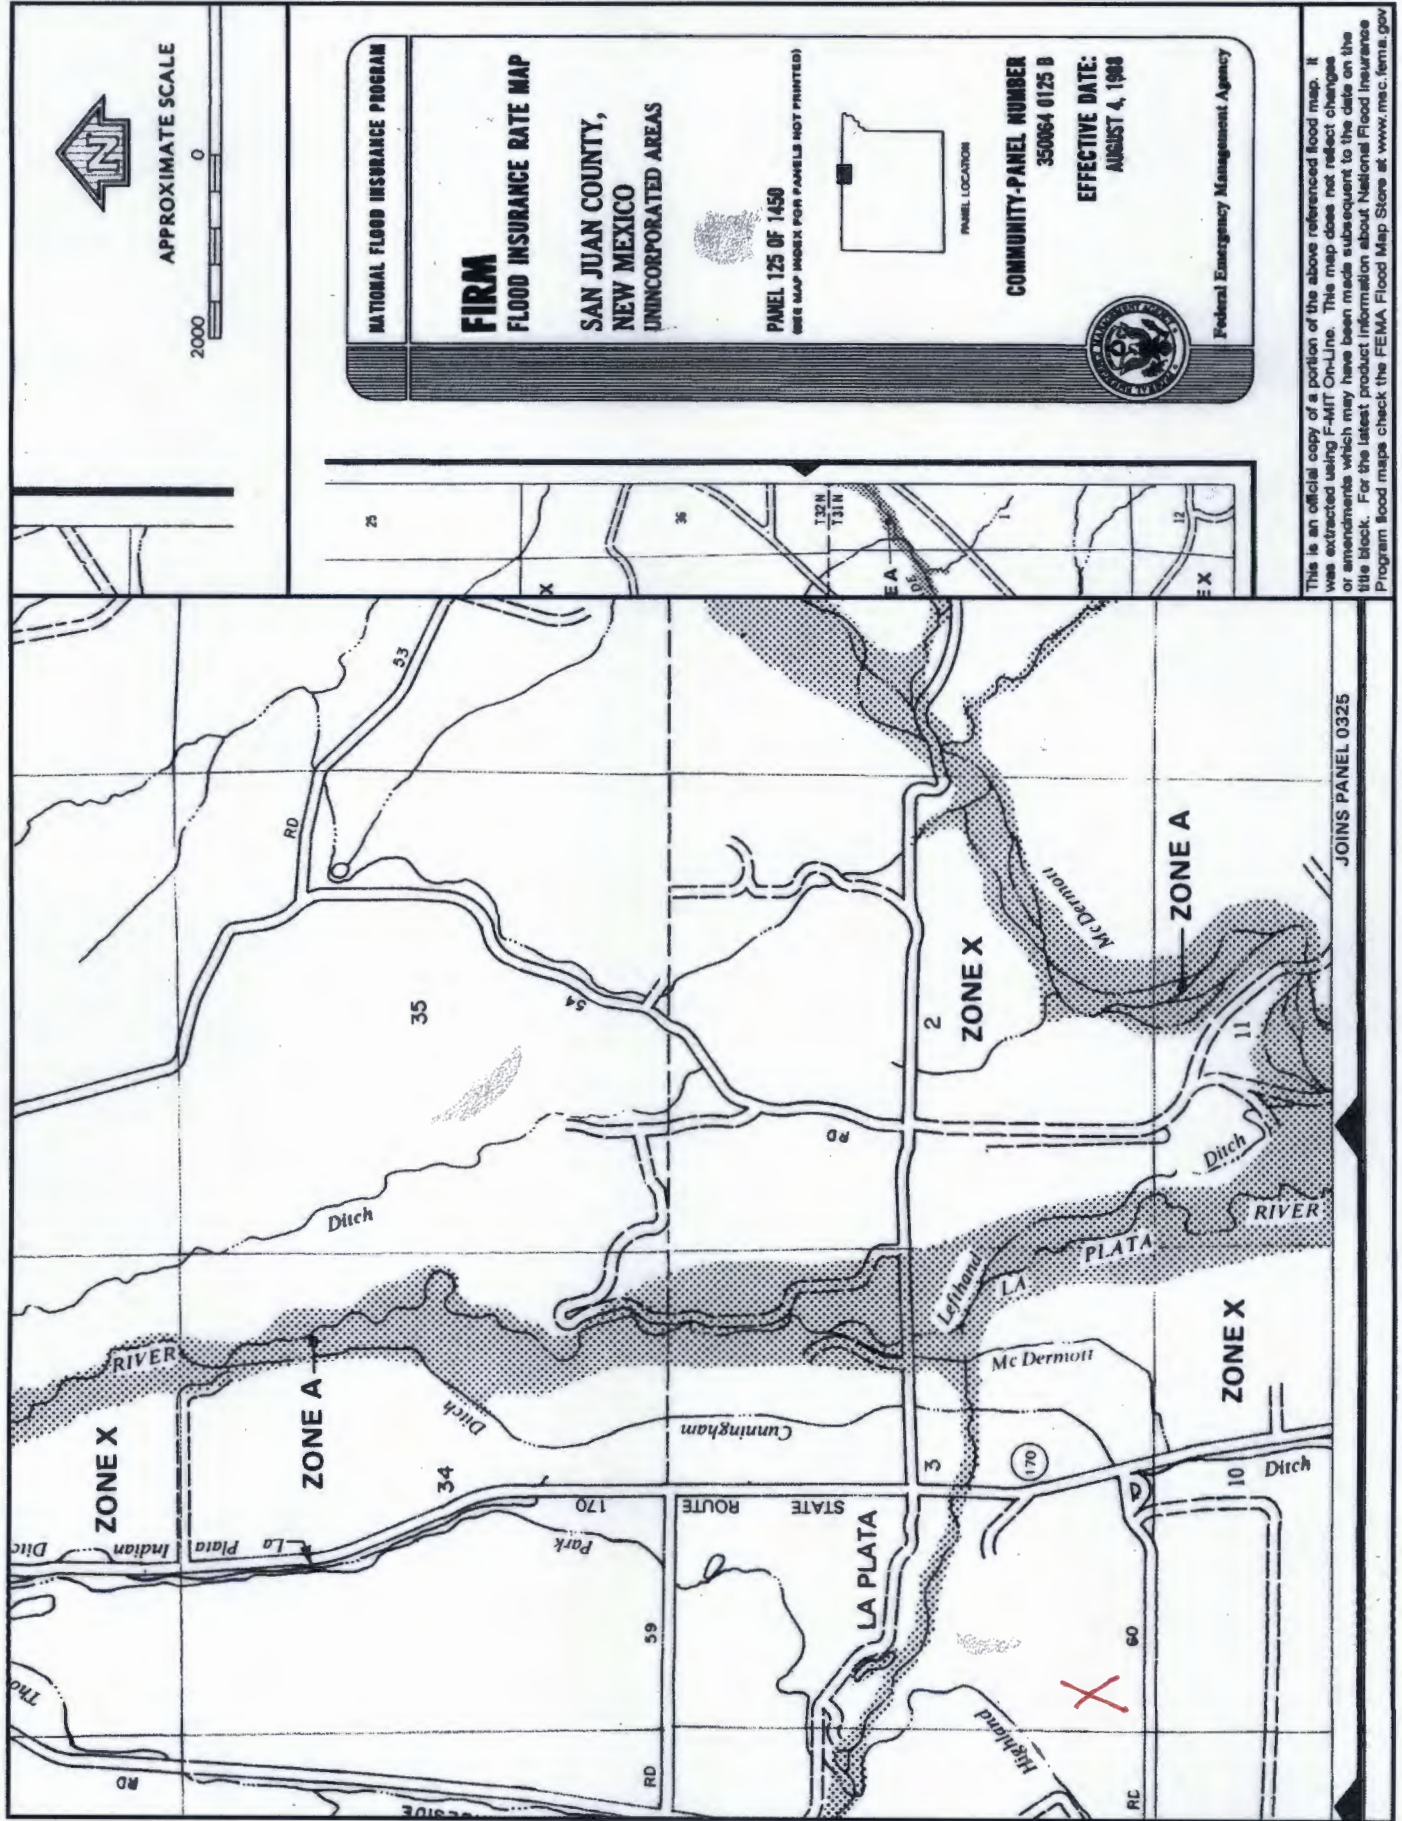 APPROXIMATE SCALE
2000 0
N
NATIONAL FLOOD INSURANCE PROGRAM
FIRM
FLOOD INSURANCE RATE MAP
SAN JUAN COUNTY,
NEW MEXICO
UNINCORPORATED AREAS
PANEL 125 OF 1450
(SEE MAP INDEX FOR PANELS NOT PRINTED)
PANEL LOCATION
COMMUNITY-PANEL NUMBER
350064 0125 B
EFFECTIVE DATE:
AUGUST 4, 1988
Federal Emergency Management Agency
This is an official copy of a portion of the above referenced flood map. It
was extracted using F-MIT On-Line. This map does not reflect changes
or amendments which may have been made subsequent to the date on the
title block. For the latest product information about National Flood Insurance
Program flood maps check the FEMA Flood Map Store at www.msc.fema.gov
25
36
T32N
T31N
1
12
X
E A
DE
E X
53
RD
35
54
RD
2
ZONE X
McDermott
ZONE A
11
JOINS PANEL 0325
Ditch
Ditch
RIVER
PLATA
LA
Lefthand
RIVER
ZONE X
ZONE A
Ditch
Cunningham
Mc Dermott
ZONE X
34
170
STATE ROUTE
3
170
10
Ditch
La Plata Indian Ditc
Park
LA PLATA
59
RD
60
RD
Highland
Tho
RD
GESIDE